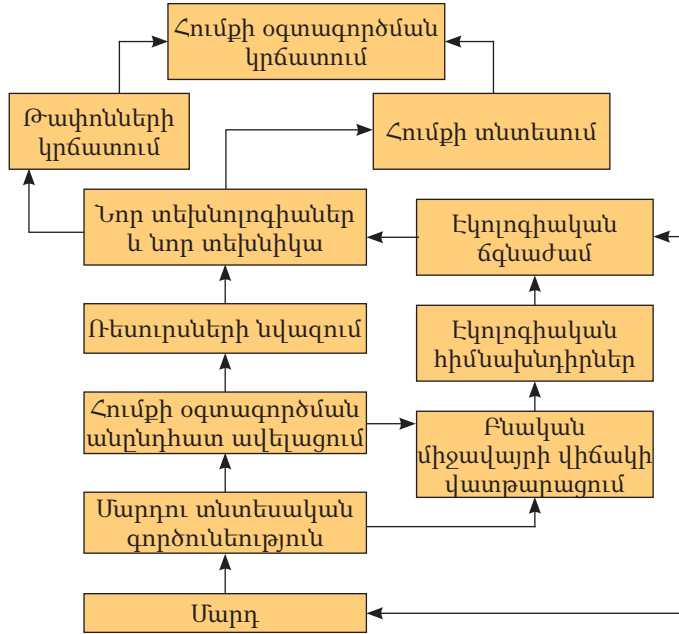 Հումքի օգտագործման
կրճատում
Թափոնների
կրճատում
Հումքի տնտեսում
Նոր տեխնոլոգիաներ
և նոր տեխնիկա
Էկոլոգիական
ճգնաժամ
Ռեսուրսների նվազում
Էկոլոգիական
հիմնախնդիրներ
Հումքի օգտագործման
անընդհատ ավելացում
Բնական
միջավայրի վիճակի
վատթարացում
Մարդու տնտեսական
գործունեություն
Մարդ